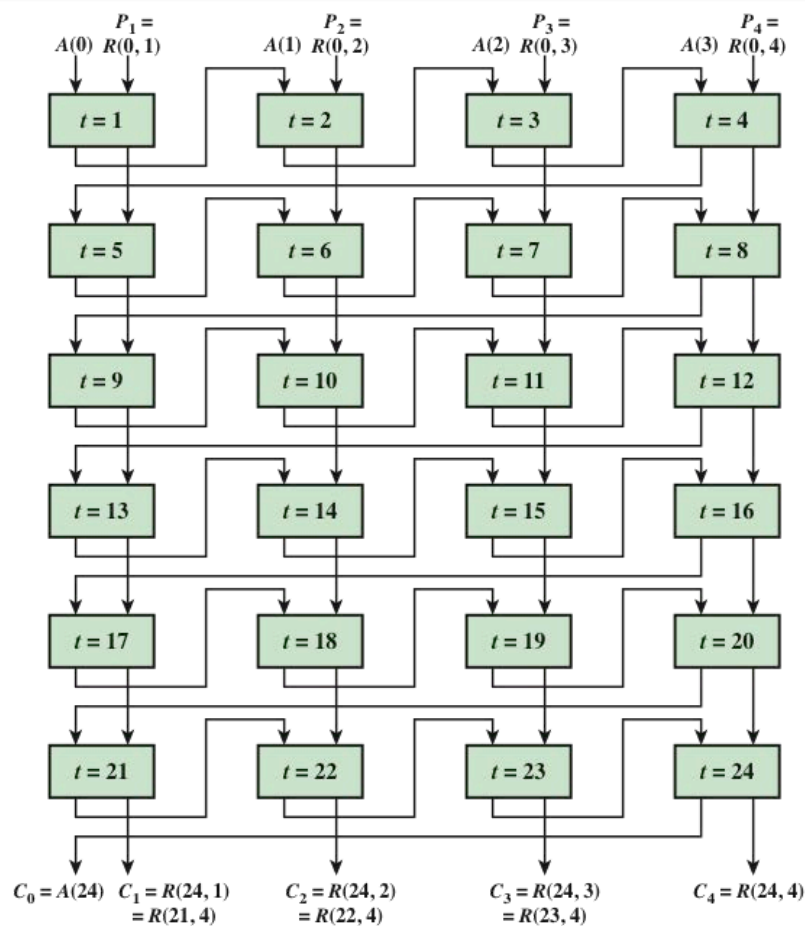 P₁ = P₂ = P₃ = P₄ =
A(0) R(0, 1) A(1) R(0, 2) A(2) R(0, 3) A(3) R(0, 4)
t = 1 t = 2 t = 3 t = 4
t = 5 t = 6 t = 7 t = 8
t = 9 t = 10 t = 11 t = 12
t = 13 t = 14 t = 15 t = 16
t = 17 t = 18 t = 19 t = 20
t = 21 t = 22 t = 23 t = 24
C₀ = A(24) C₁ = R(24, 1) C₂ = R(24, 2) C₃ = R(24, 3) C₄ = R(24, 4)
= R(21, 4) = R(22, 4) = R(23, 4)